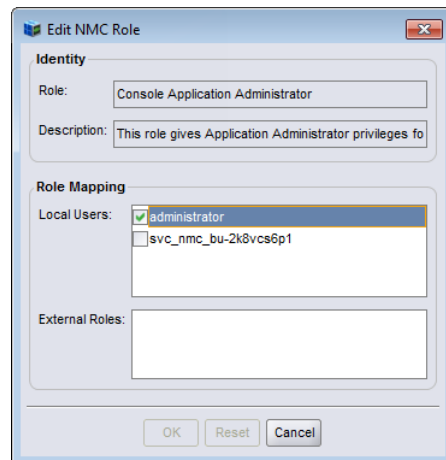 Edit NMC Role
Identity
Role: Console Application Administrator
Description: This role gives Application Administrator privileges fo
Role Mapping
Local Users: administrator
svc_nmc_bu-2k8vcs6p1
External Roles:
OK Reset Cancel